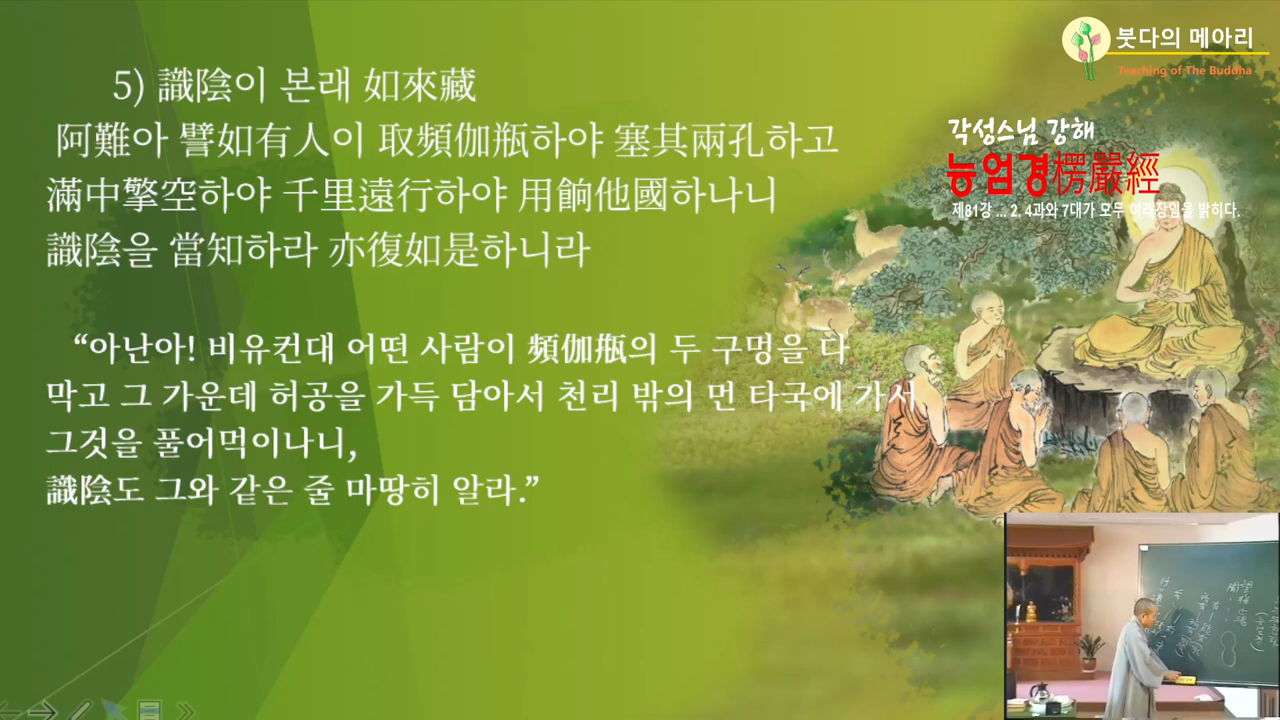 붓다의 메아리
Teaching of The Buddha
각성스님 강해
능엄경楞嚴經
제81강 ... 2. 4과와 7대가 모두 여래장임을 밝히다.
5) 識陰이 본래 如來藏
阿難아 譬如有人이 取頻伽瓶하야 塞其兩孔하고
滿中擎空하야 千里遠行하야 用餉他國하나니
識陰을 當知하라 亦復如是하니라
“아난아! 비유컨대 어떤 사람이 頻伽甁의 두 구멍을 다
막고 그 가운데 허공을 가득 담아서 천리 밖의 먼 타국에 가서
그것을 풀어먹이나니,
識陰도 그와 같은 줄 마땅히 알라.”